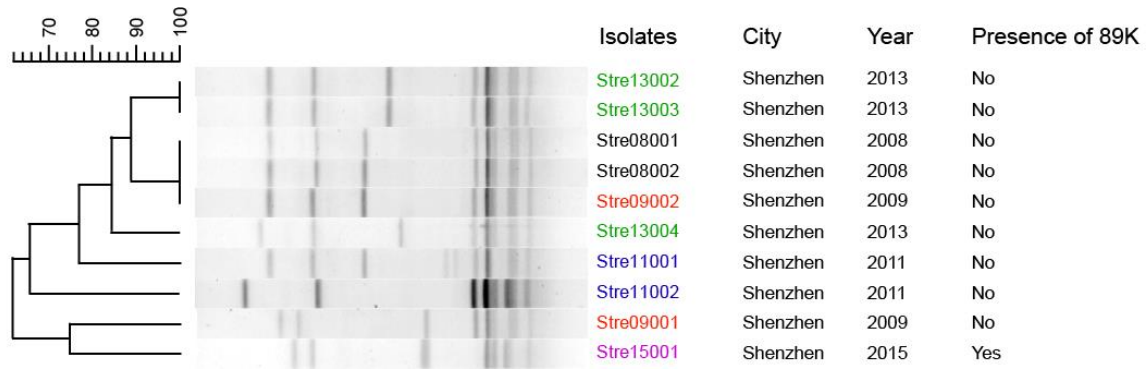 70 80 90 100
Isolates City Year Presence of 89K
Stre13002 Shenzhen 2013 No
Stre13003 Shenzhen 2013 No
Stre08001 Shenzhen 2008 No
Stre08002 Shenzhen 2008 No
Stre09002 Shenzhen 2009 No
Stre13004 Shenzhen 2013 No
Stre11001 Shenzhen 2011 No
Stre11002 Shenzhen 2011 No
Stre09001 Shenzhen 2009 No
Stre15001 Shenzhen 2015 Yes